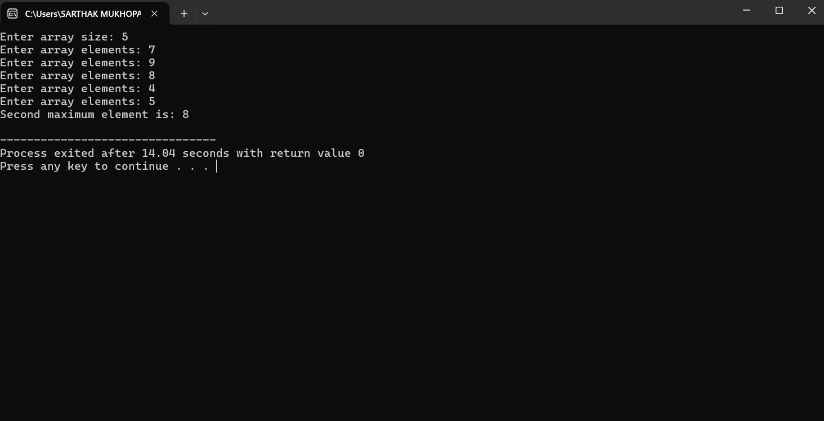 C:\Users\SARTHAK MUKHOPA
Enter array size: 5
Enter array elements: 7
Enter array elements: 9
Enter array elements: 8
Enter array elements: 4
Enter array elements: 5
Second maximum element is: 8
--------------------------------
Process exited after 14.04 seconds with return value 0
Press any key to continue . . .